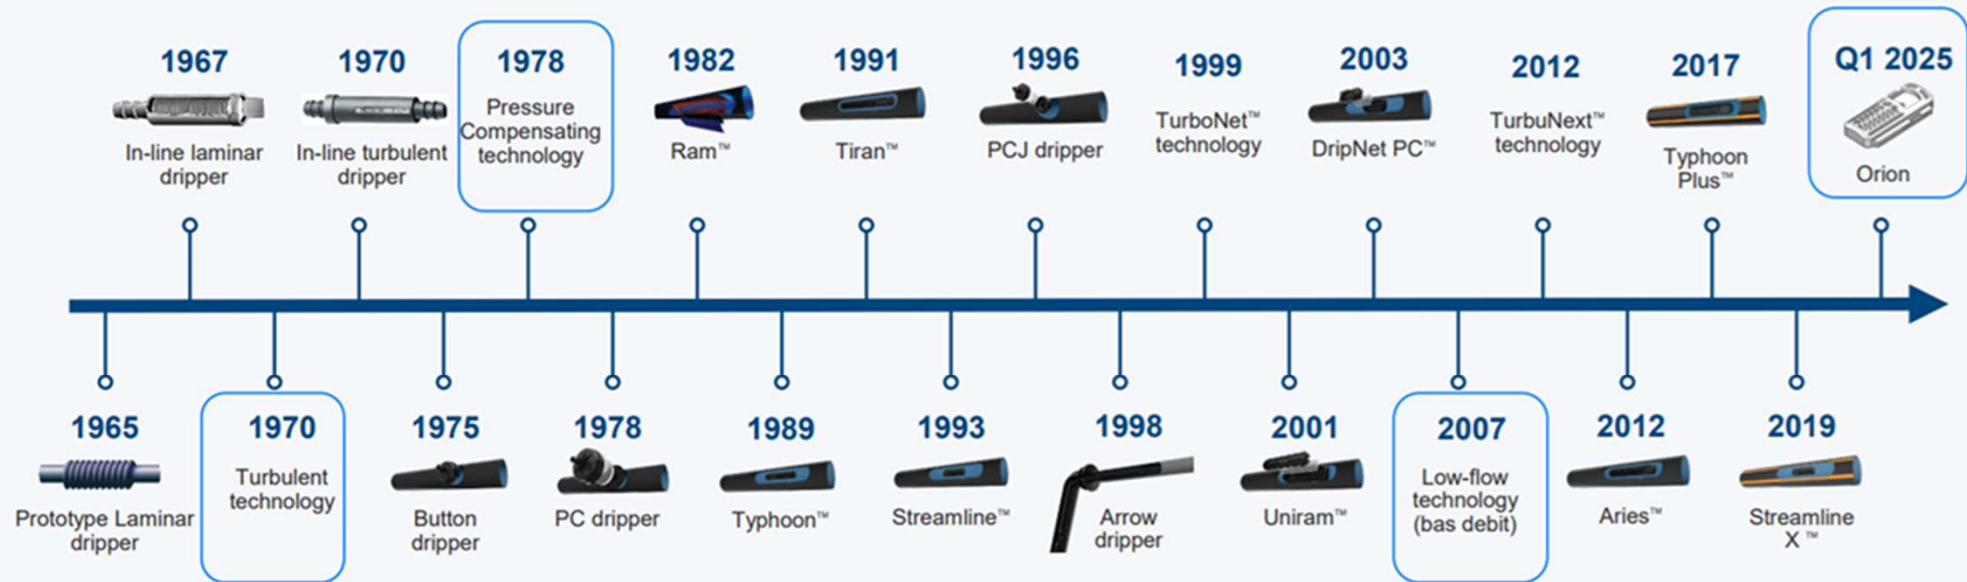 1967
In-line laminar
dripper
1970
In-line turbulent
dripper
1978
Pressure
Compensating
technology
1982
Ram™
1991
Tiran™
1996
PCJ dripper
1999
TurboNet™
technology
2003
DripNet PC™
2012
TurbuNext™
technology
2017
Typhoon
Plus™
Q1 2025
Orion
1965
Prototype Laminar
dripper
1970
Turbulent
technology
1975
Button
dripper
1978
PC dripper
1989
Typhoon™
1993
Streamline™
1998
Arrow
dripper
2001
Uniram™
2007
Low-flow
technology
(bas debit)
2012
Aries™
2019
Streamline
X ™